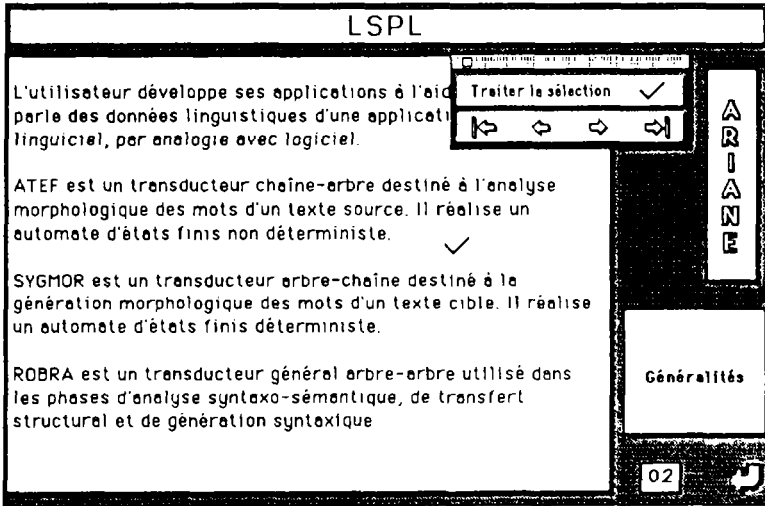 LSPL
L'utilisateur développe ses applications à l'aid
parle des données linguistiques d'une applicati
linguiciel, par analogie avec logiciel.
ATEF est un transducteur chaîne-arbre destiné à l'analyse
morphologique des mots d'un texte source. Il réalise un
automate d'états finis non déterministe.
SYGMOR est un transducteur arbre-chaîne destiné à la
génération morphologique des mots d'un texte cible. Il réalise
un automate d'états finis déterministe.
ROBRA est un transducteur général arbre-arbre utilisé dans
les phases d'analyse syntaxo-sémantique, de transfert
structural et de génération syntaxique
Traiter la sélection
ARIANE
Généralités
02